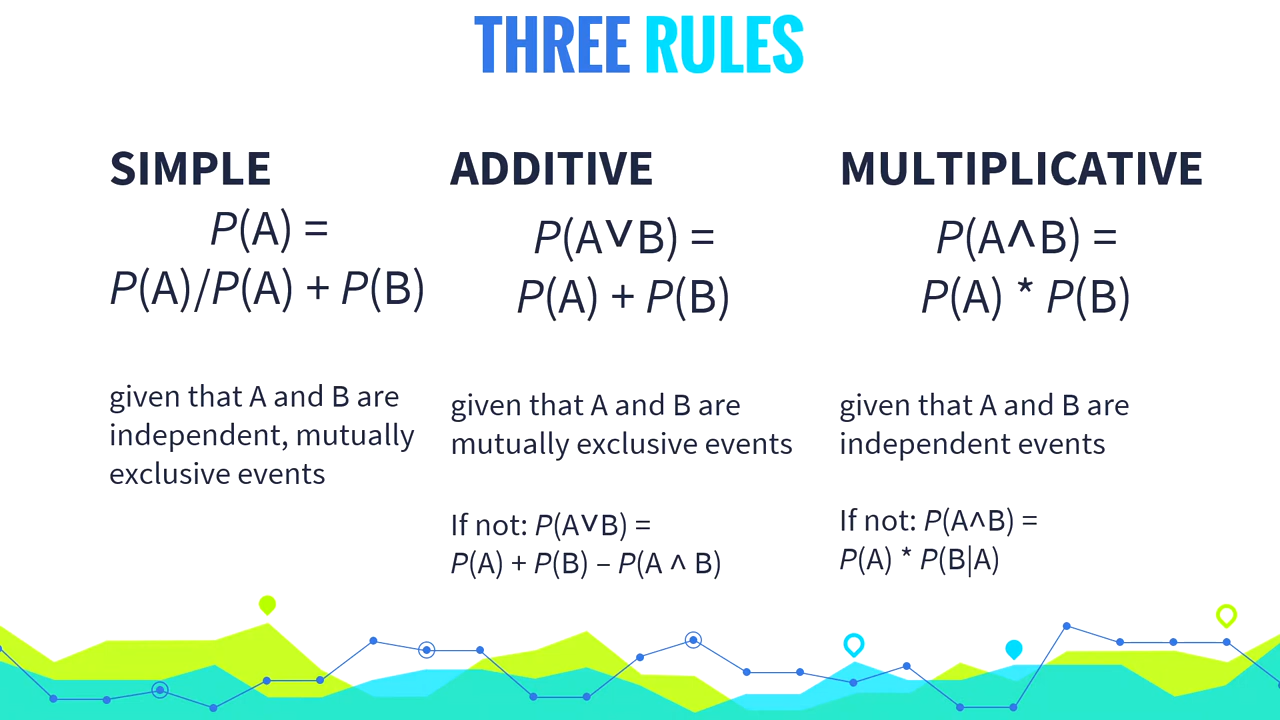 THREE RULES
SIMPLE
P(A) =
P(A)/P(A) + P(B)
given that A and B are
independent, mutually
exclusive events
ADDITIVE
P(A˅B) =
P(A) + P(B)
given that A and B are
mutually exclusive events
If not: P(A˅B) =
P(A) + P(B) – P(A ˄ B)
MULTIPLICATIVE
P(A˄B) =
P(A) * P(B)
given that A and B are
independent events
If not: P(A˄B) =
P(A) * P(B|A)